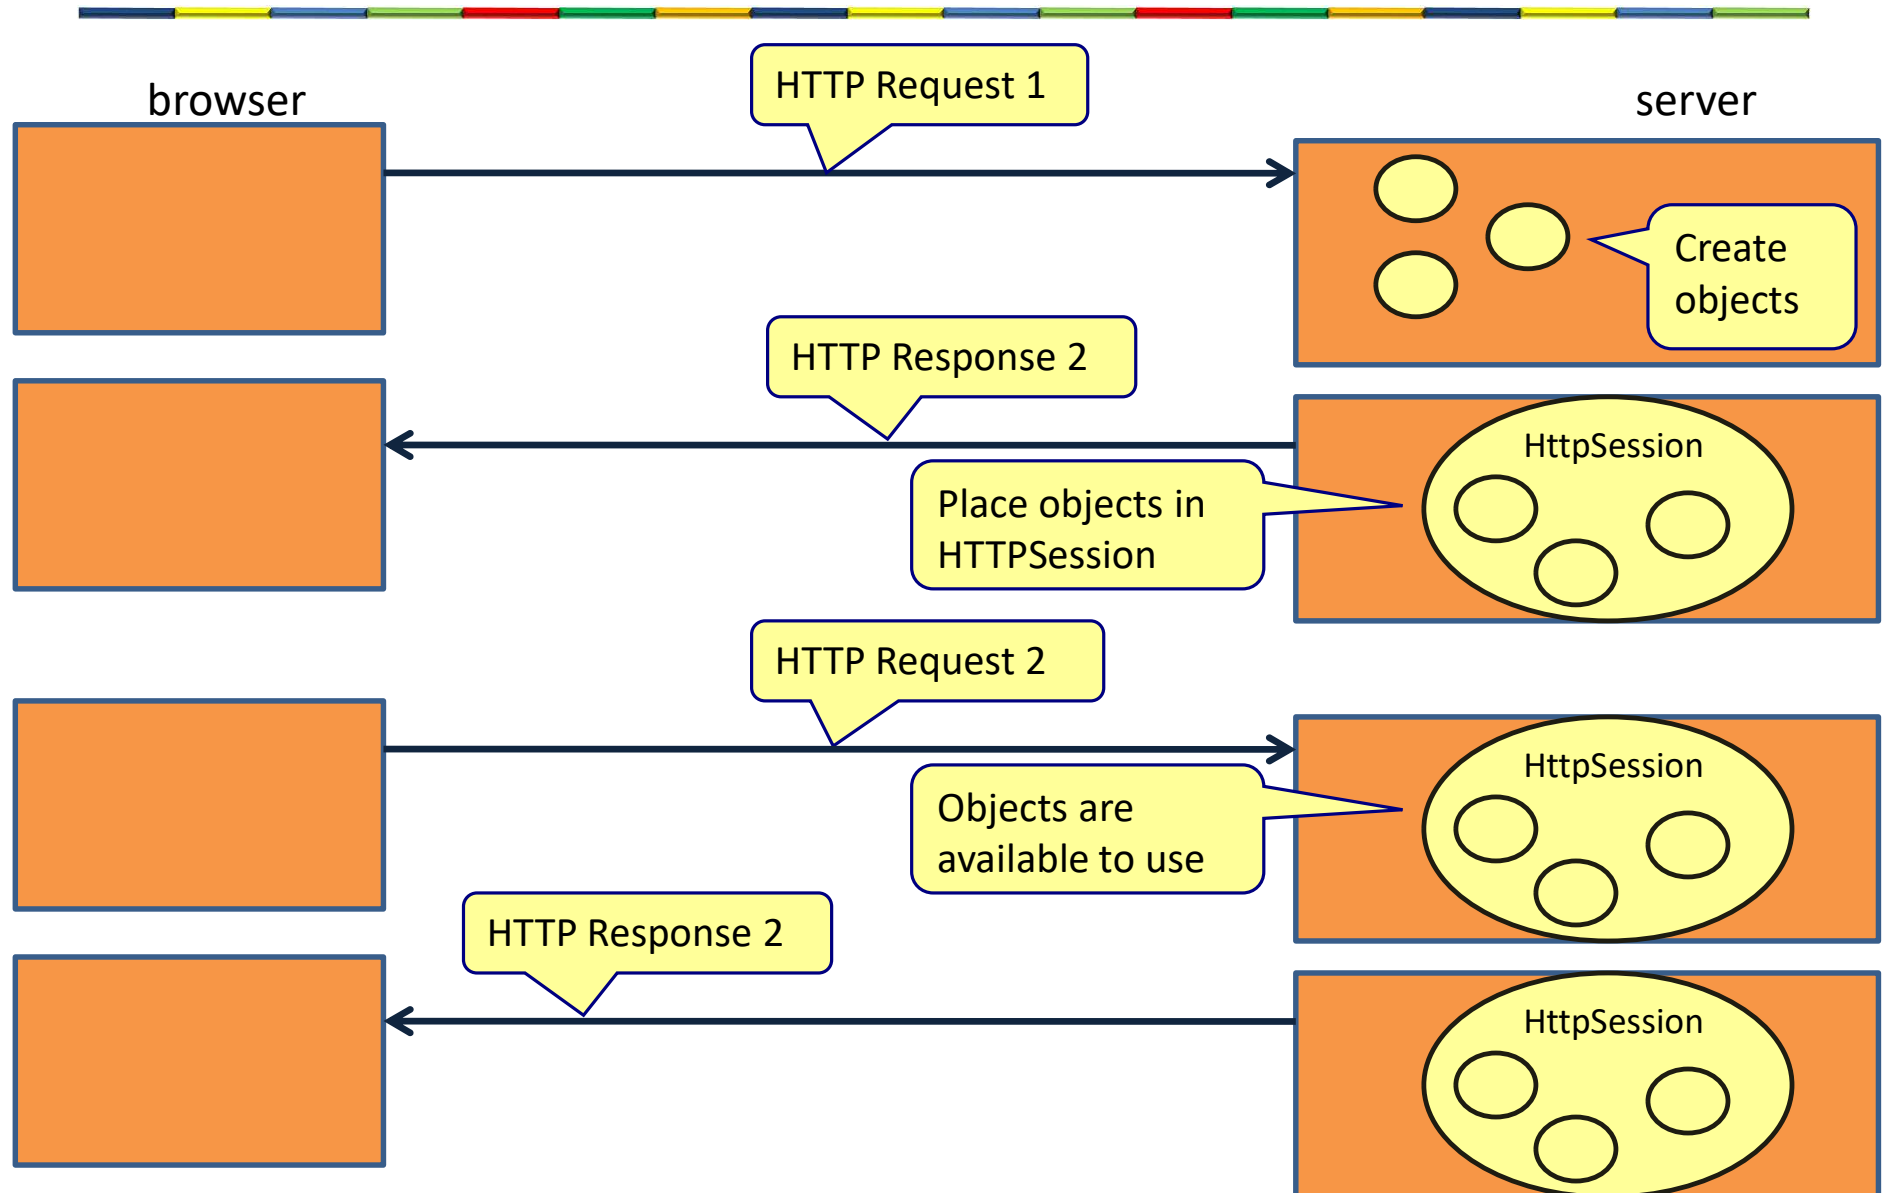 HTTP Request 1
browser
server
Create
objects
HTTP Response 2
HttpSession
Place objects in
HTTPSession
HTTP Request 2
HttpSession
Objects are
available to use
HTTP Response 2
HttpSession